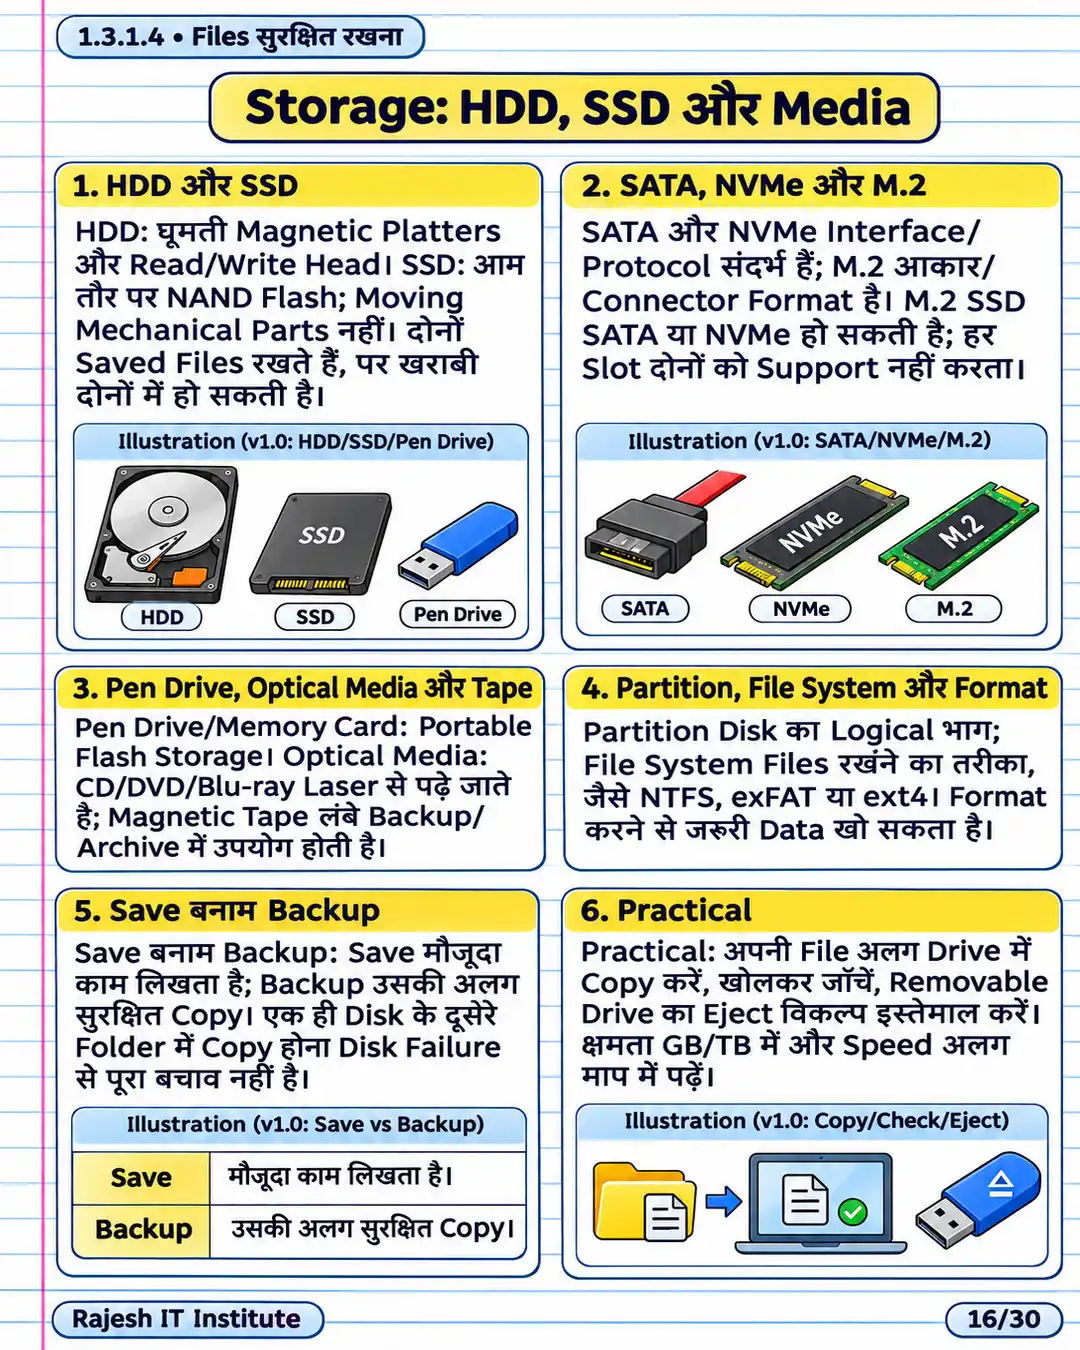 1.3.1.4 • Files सुरक्षित रखना
Storage: HDD, SSD और Media
1. HDD और SSD
HDD: घूमती Magnetic Platters
और Read/Write Head। SSD: आम
तौर पर NAND Flash; Moving
Mechanical Parts नहीं। दोनों
Saved Files रखते हैं, पर खराबी
दोनों में हो सकती है।
Illustration (v1.0: HDD/SSD/Pen Drive)
SSD
HDD
SSD
Pen Drive
2. SATA, NVMe और M.2
SATA और NVMe Interface/
Protocol संदर्भ हैं; M.2 आकार/
Connector Format है। M.2 SSD
SATA या NVMe हो सकती है; हर
Slot दोनों को Support नहीं करता।
Illustration (v1.0: SATA/NVMe/M.2)
NVMe
M.2
SATA
NVMe
M.2
3. Pen Drive, Optical Media और Tape
Pen Drive/Memory Card: Portable
Flash Storage। Optical Media:
CD/DVD/Blu-ray Laser से पढ़े जाते
है; Magnetic Tape लंबे Backup/
Archive में उपयोग होती है।
4. Partition, File System और Format
Partition Disk का Logical भाग;
File System Files रखंने का तरीका,
जैसे NTFS, exFAT या ext4। Format
करने से जरूरी Data खो सकता है।
5. Save बनाम Backup
Save बनाम Backup: Save मौजूदा
काम लिखता है; Backup उसकी अलग
सुरक्षित Copy। एक ही Disk के दूसेरे
Folder में Copy होना Disk Failure
से पूरा बचाव नहीं है।
Illustration (v1.0: Save vs Backup)
Save मौजूदा काम लिखता है।
Backup उसकी अलग सुरक्षित Copy।
6. Practical
Practical: अपनी File अलग Drive में
Copy करें, खोलकर जॉचें, Removable
Drive का Eject विकल्प इस्तेमाल करें।
क्षमता GB/TB में और Speed अलग
माप में पढ़ें।
Illustration (v1.0: Copy/Check/Eject)
Rajesh IT Institute
16/30